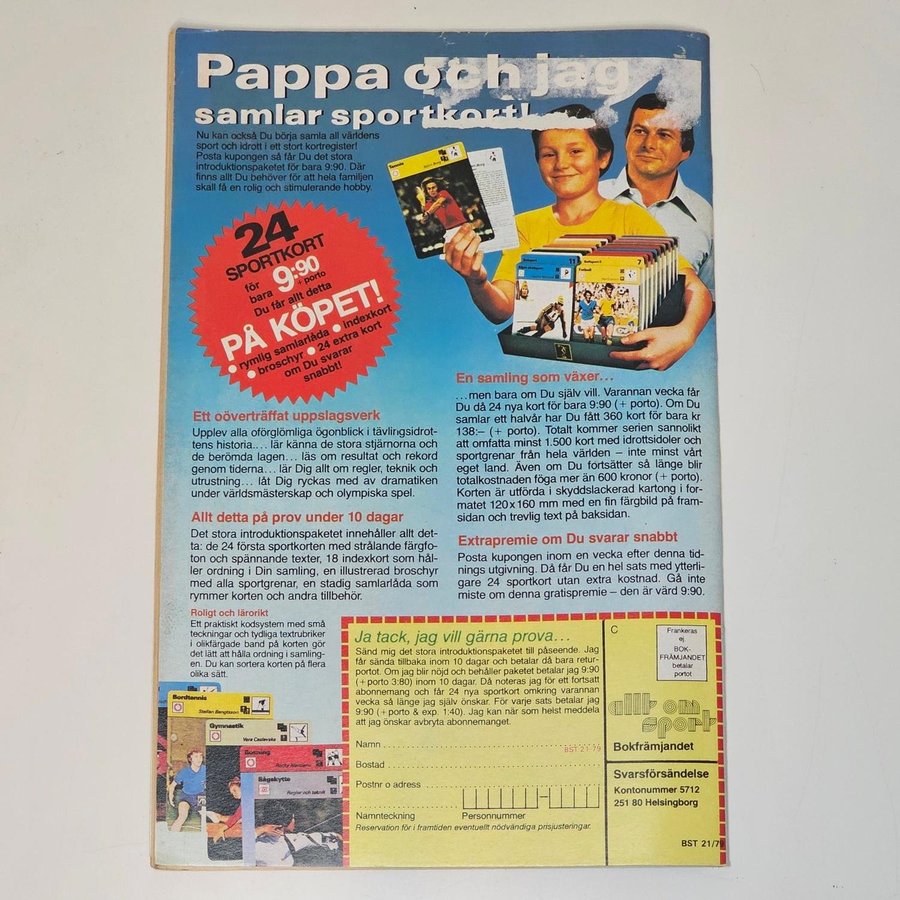 Pappa och jag
samlar sportkort!
Nu kan också Du börja samla all världens
sport och idrott i ett stort kortregister!
Posta kupongen så får Du det stora
introduktionspaketet för bara 9:90. Där
finns allt Du behöver för att hela familjen
skall få en rolig och stimulerande hobby.
Tennis
24
SPORTKORT
för
bara 9:90
+ porto
Du får allt detta
PÅ KÖPET!
• rymlig samlarlåda • indexkort
• broschyr • 24 extra kort
om Du svarar
snabbt!
11
7
Fotboll
Ett oöverträffat uppslagsverk
Upplev alla oförglömliga ögonblick i tävlingsidrot-
tens historia.... lär känna de stora stjärnorna och
de berömda lagen... läs om resultat och rekord
genom tiderna... lär Dig allt om regler, teknik och
utrustning... låt Dig ryckas med av dramatiken
under världsmästerskap och olympiska spel.
Allt detta på prov under 10 dagar
Det stora introduktionspaketet innehåller allt det-
ta: de 24 första sportkorten med strålande färgfo-
ton och spännande texter, 18 indexkort som hål-
ler ordning i Din samling, en illustrerad broschyr
med alla sportgrenar, en stadig samlarlåda som
rymmer korten och andra tillbehör.
Roligt och lärorikt
Ett praktiskt kodsystem med små
teckningar och tydliga textrubriker
i olikfärgade band på korten gör
det lätt att hålla ordning i samling-
en. Du kan sortera korten på flera
olika sätt.
En samling som växer...
...men bara om Du själv vill. Varannan vecka får
Du då 24 nya kort för bara 9:90 (+ porto). Om Du
samlar ett halvår har Du fått 360 kort för bara kr
138:– (+ porto). Totalt kommer serien sannolikt
att omfatta minst 1.500 kort med idrottsidoler och
sportgrenar från hela världen – inte minst vårt
eget land. Även om Du fortsätter så länge blir
totalkostnaden föga mer än 600 kronor (+ porto).
Korten är utförda i skyddslackerad kartong i for-
matet 120x160 mm med en fin färgbild på fram-
sidan och trevlig text på baksidan.
Extrapremie om Du svarar snabbt
Posta kupongen inom en vecka efter denna tid-
nings utgivning. Då får Du en hel sats med ytterli-
gare 24 sportkort utan extra kostnad. Gå inte
miste om denna gratispremie – den är värd 9:90.
Bordtennis
Stellan Bengtsson
Gymnastik
Vera Caslavska
Boxning
Rocky Marciano
Bågskytte
Regler och teknik
Ja tack, jag vill gärna prova...
Sänd mig det stora introduktionspaketet till påseende. Jag
får sända tillbaka inom 10 dagar och betalar då bara retur-
portot. Om jag blir nöjd och behåller paketet betalar jag 9:90
(+porto 3:80) inom 10 dagar. Då noteras jag för ett fortsatt
abonnemang och får 24 nya sportkort omkring varannan
vecka så länge jag själv önskar. För varje sats betalar jag
9:90 (+porto & exp. 1:40). Jag kan när som helst meddela
att jag önskar avbryta abonnemanget.
Namn
BST 21-79
Bostad
Postnr o adress
Namnteckning Personnummer
Reservation för i framtiden eventuellt nödvändiga prisjusteringar.
C
Frankeras
ej
BOK-
FRÄMJANDET
betalar
portot
allt om
sport
Bokfrämjandet
Svarsförsändelse
Kontonummer 5712
251 80 Helsingborg
BST 21/79